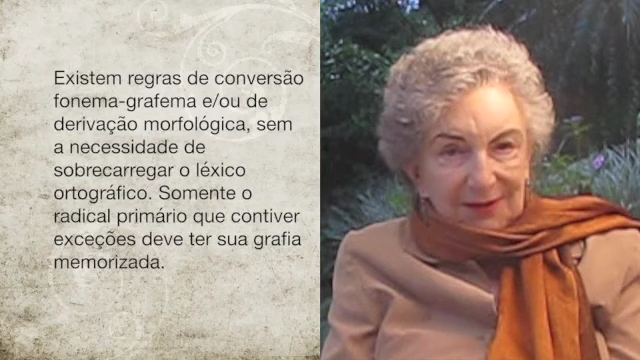 Existem regras de conversão
fonema-grafema e/ou de
derivação morfológica, sem
a necessidade de
sobrecarregar o léxico
ortográfico. Somente o
radical primário que contiver
exceções deve ter sua grafia
memorizada.